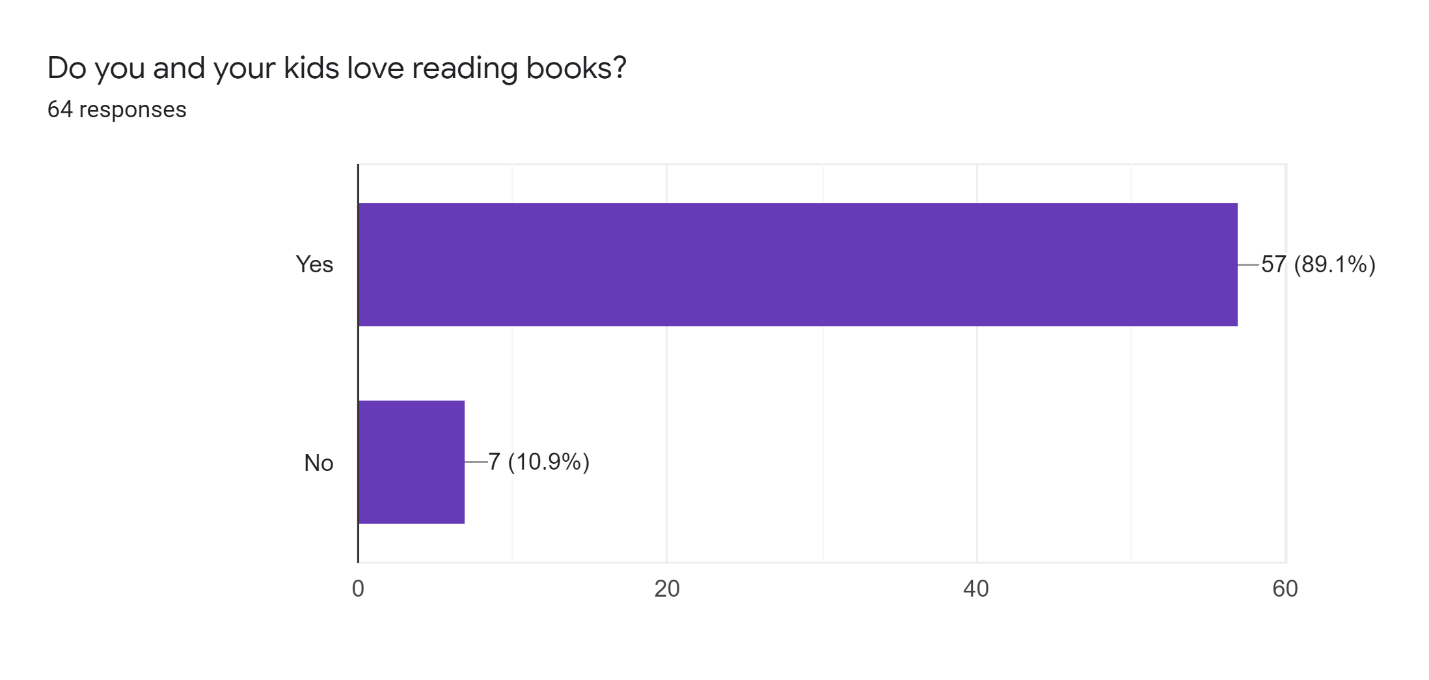 Do you and your kids love reading books?
64 responses
Yes
57 (89.1%)
No
7 (10.9%)
0 20 40 60